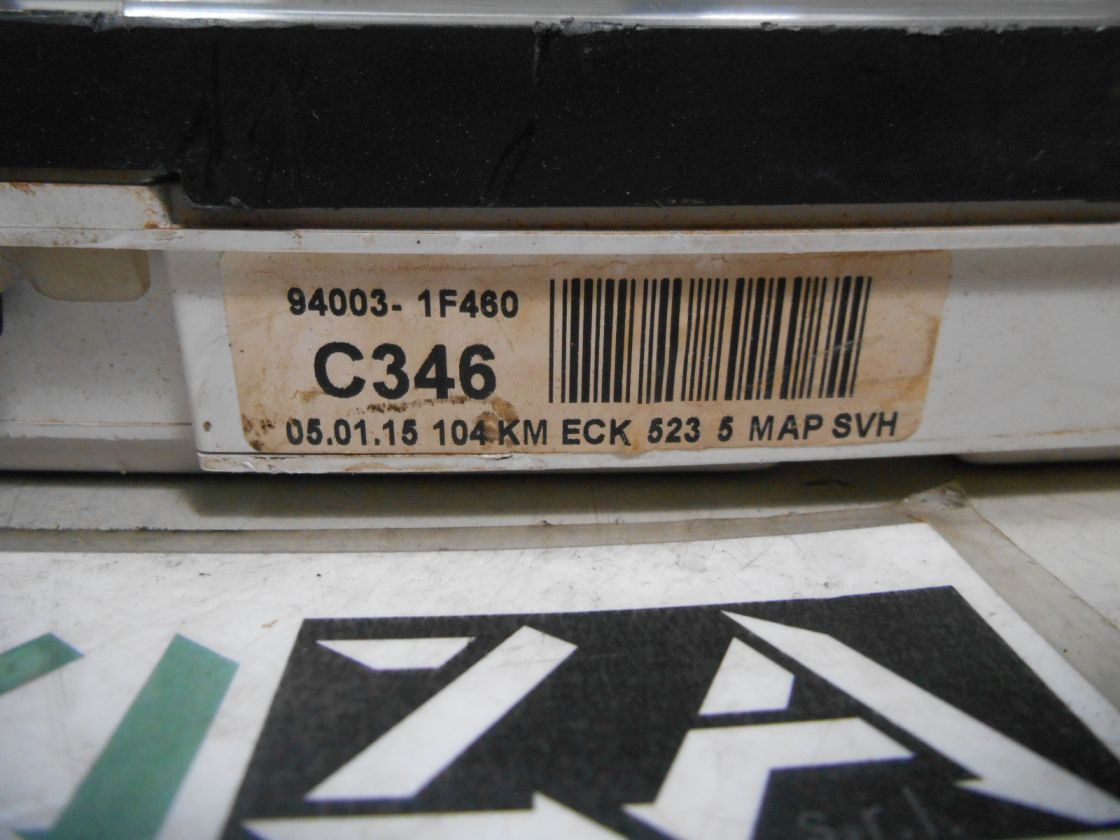 94003- 1F460
C346
05.01.15 104 KM ECK 523 5 MAP SVH
s.r.l.